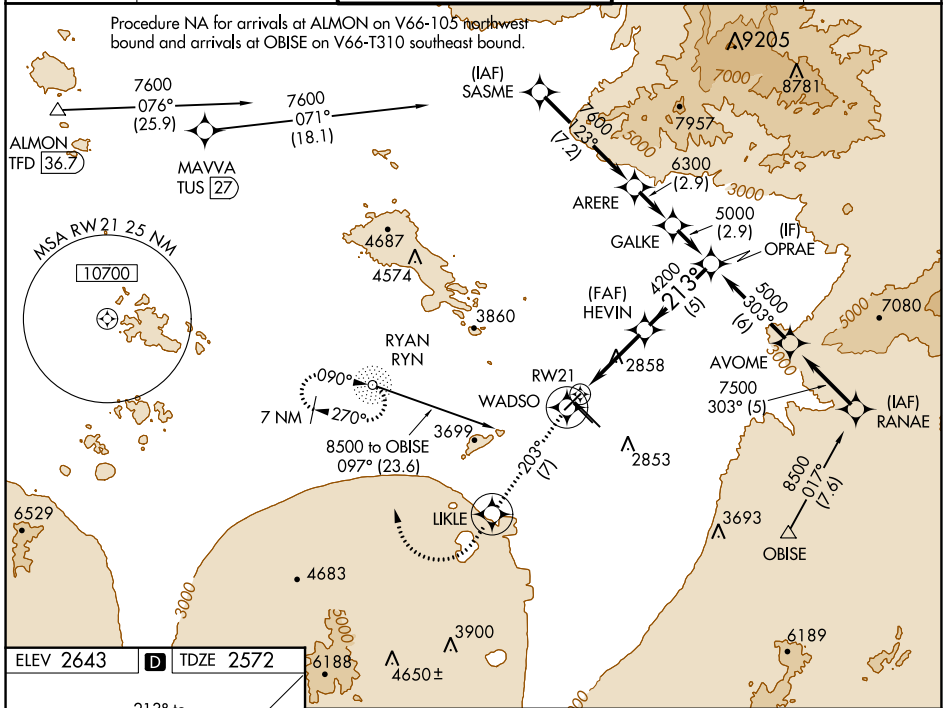 Procedure NA for arrivals at ALMON on V66-105 northwest
bound and arrivals at OBISE on V66-T310 southeast bound.
9205
7000
8781
(IAF)
SASME
7600
076°
(25.9)
7600
071°
(18.1)
7957
5000
7600
123°
(7.2)
ALMON
TFD 36.7
MAVVA
TUS 27
6300
(2.9)
3000
ARERE
5000
(2.9)
GALKE
(IF)
OPRAE
MSA RW21 25 NM
10700
4687
4574
4200
213°
(5)
(FAF)
HEVIN
5000
303°
(6)
5000
7080
3860
RYAN
RYN
2858
AVOME
3000
RW21
WADSO
090°
270°
7 NM
7500
303° (5)
(IAF)
RANAE
3699
8500 to OBISE
097° (23.6)
203°
(7)
2853
8500
017°
(7.6)
6529
LIKLE
3693
OBISE
4683
3000
5000
3900
6189
ELEV 2643
D
TDZE 2572
6188
4650±
3000
213° to